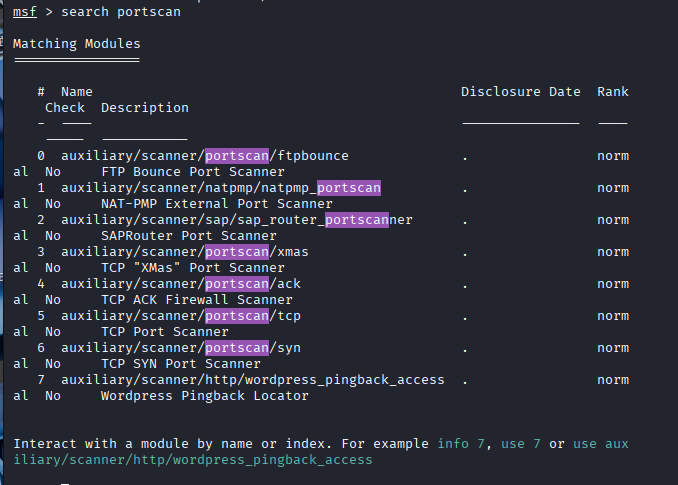 msf > search portscan
Matching Modules
================
# Name Disclosure Date Rank
Check Description
- ---- --------------- ----
----- -----------
0 auxiliary/scanner/portscan/ftpbounce . norm
al No FTP Bounce Port Scanner
1 auxiliary/scanner/natpmp/natpmp_portscan . norm
al No NAT-PMP External Port Scanner
2 auxiliary/scanner/sap/sap_router_portscanner . norm
al No SAPRouter Port Scanner
3 auxiliary/scanner/portscan/xmas . norm
al No TCP "XMas" Port Scanner
4 auxiliary/scanner/portscan/ack . norm
al No TCP ACK Firewall Scanner
5 auxiliary/scanner/portscan/tcp . norm
al No TCP Port Scanner
6 auxiliary/scanner/portscan/syn . norm
al No TCP SYN Port Scanner
7 auxiliary/scanner/http/wordpress_pingback_access . norm
al No Wordpress Pingback Locator
Interact with a module by name or index. For example info 7, use 7 or use aux
iliary/scanner/http/wordpress_pingback_access